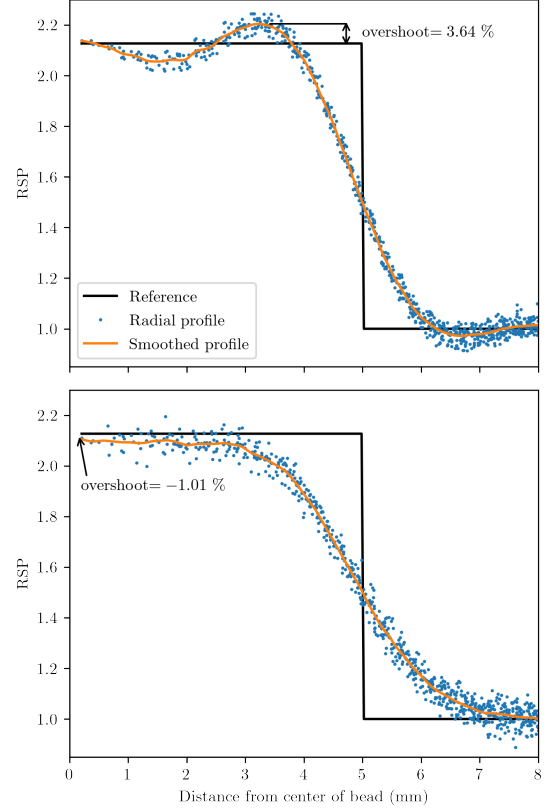 2.2
overshoot= 3.64 %
2.0
1.8
RSP
1.6
1.4
1.2
1.0
Reference
Radial profile
Smoothed profile
2.2
2.0
overshoot= −1.01 %
1.8
RSP
1.6
1.4
1.2
1.0
0 1 2 3 4 5 6 7 8
Distance from center of bead (mm)